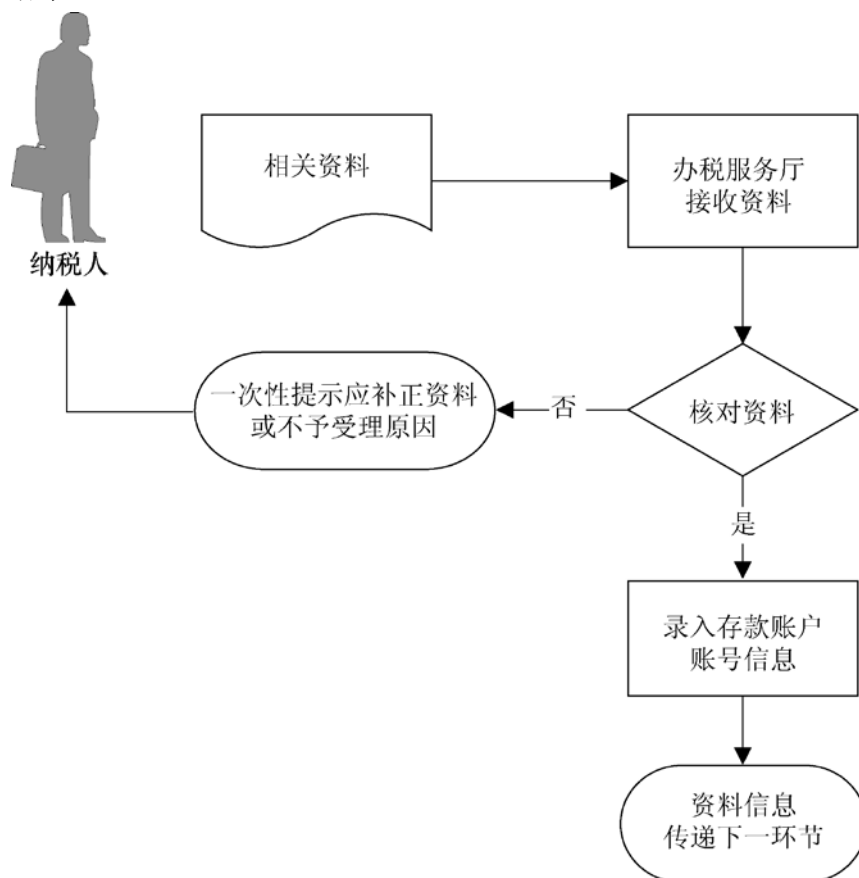 相关资料
办税服务厅
接收资料
纳税人
一次性提示应补正资料
或不予受理原因
否
核对资料
是
录入存款账户
账号信息
资料信息
传递下一环节